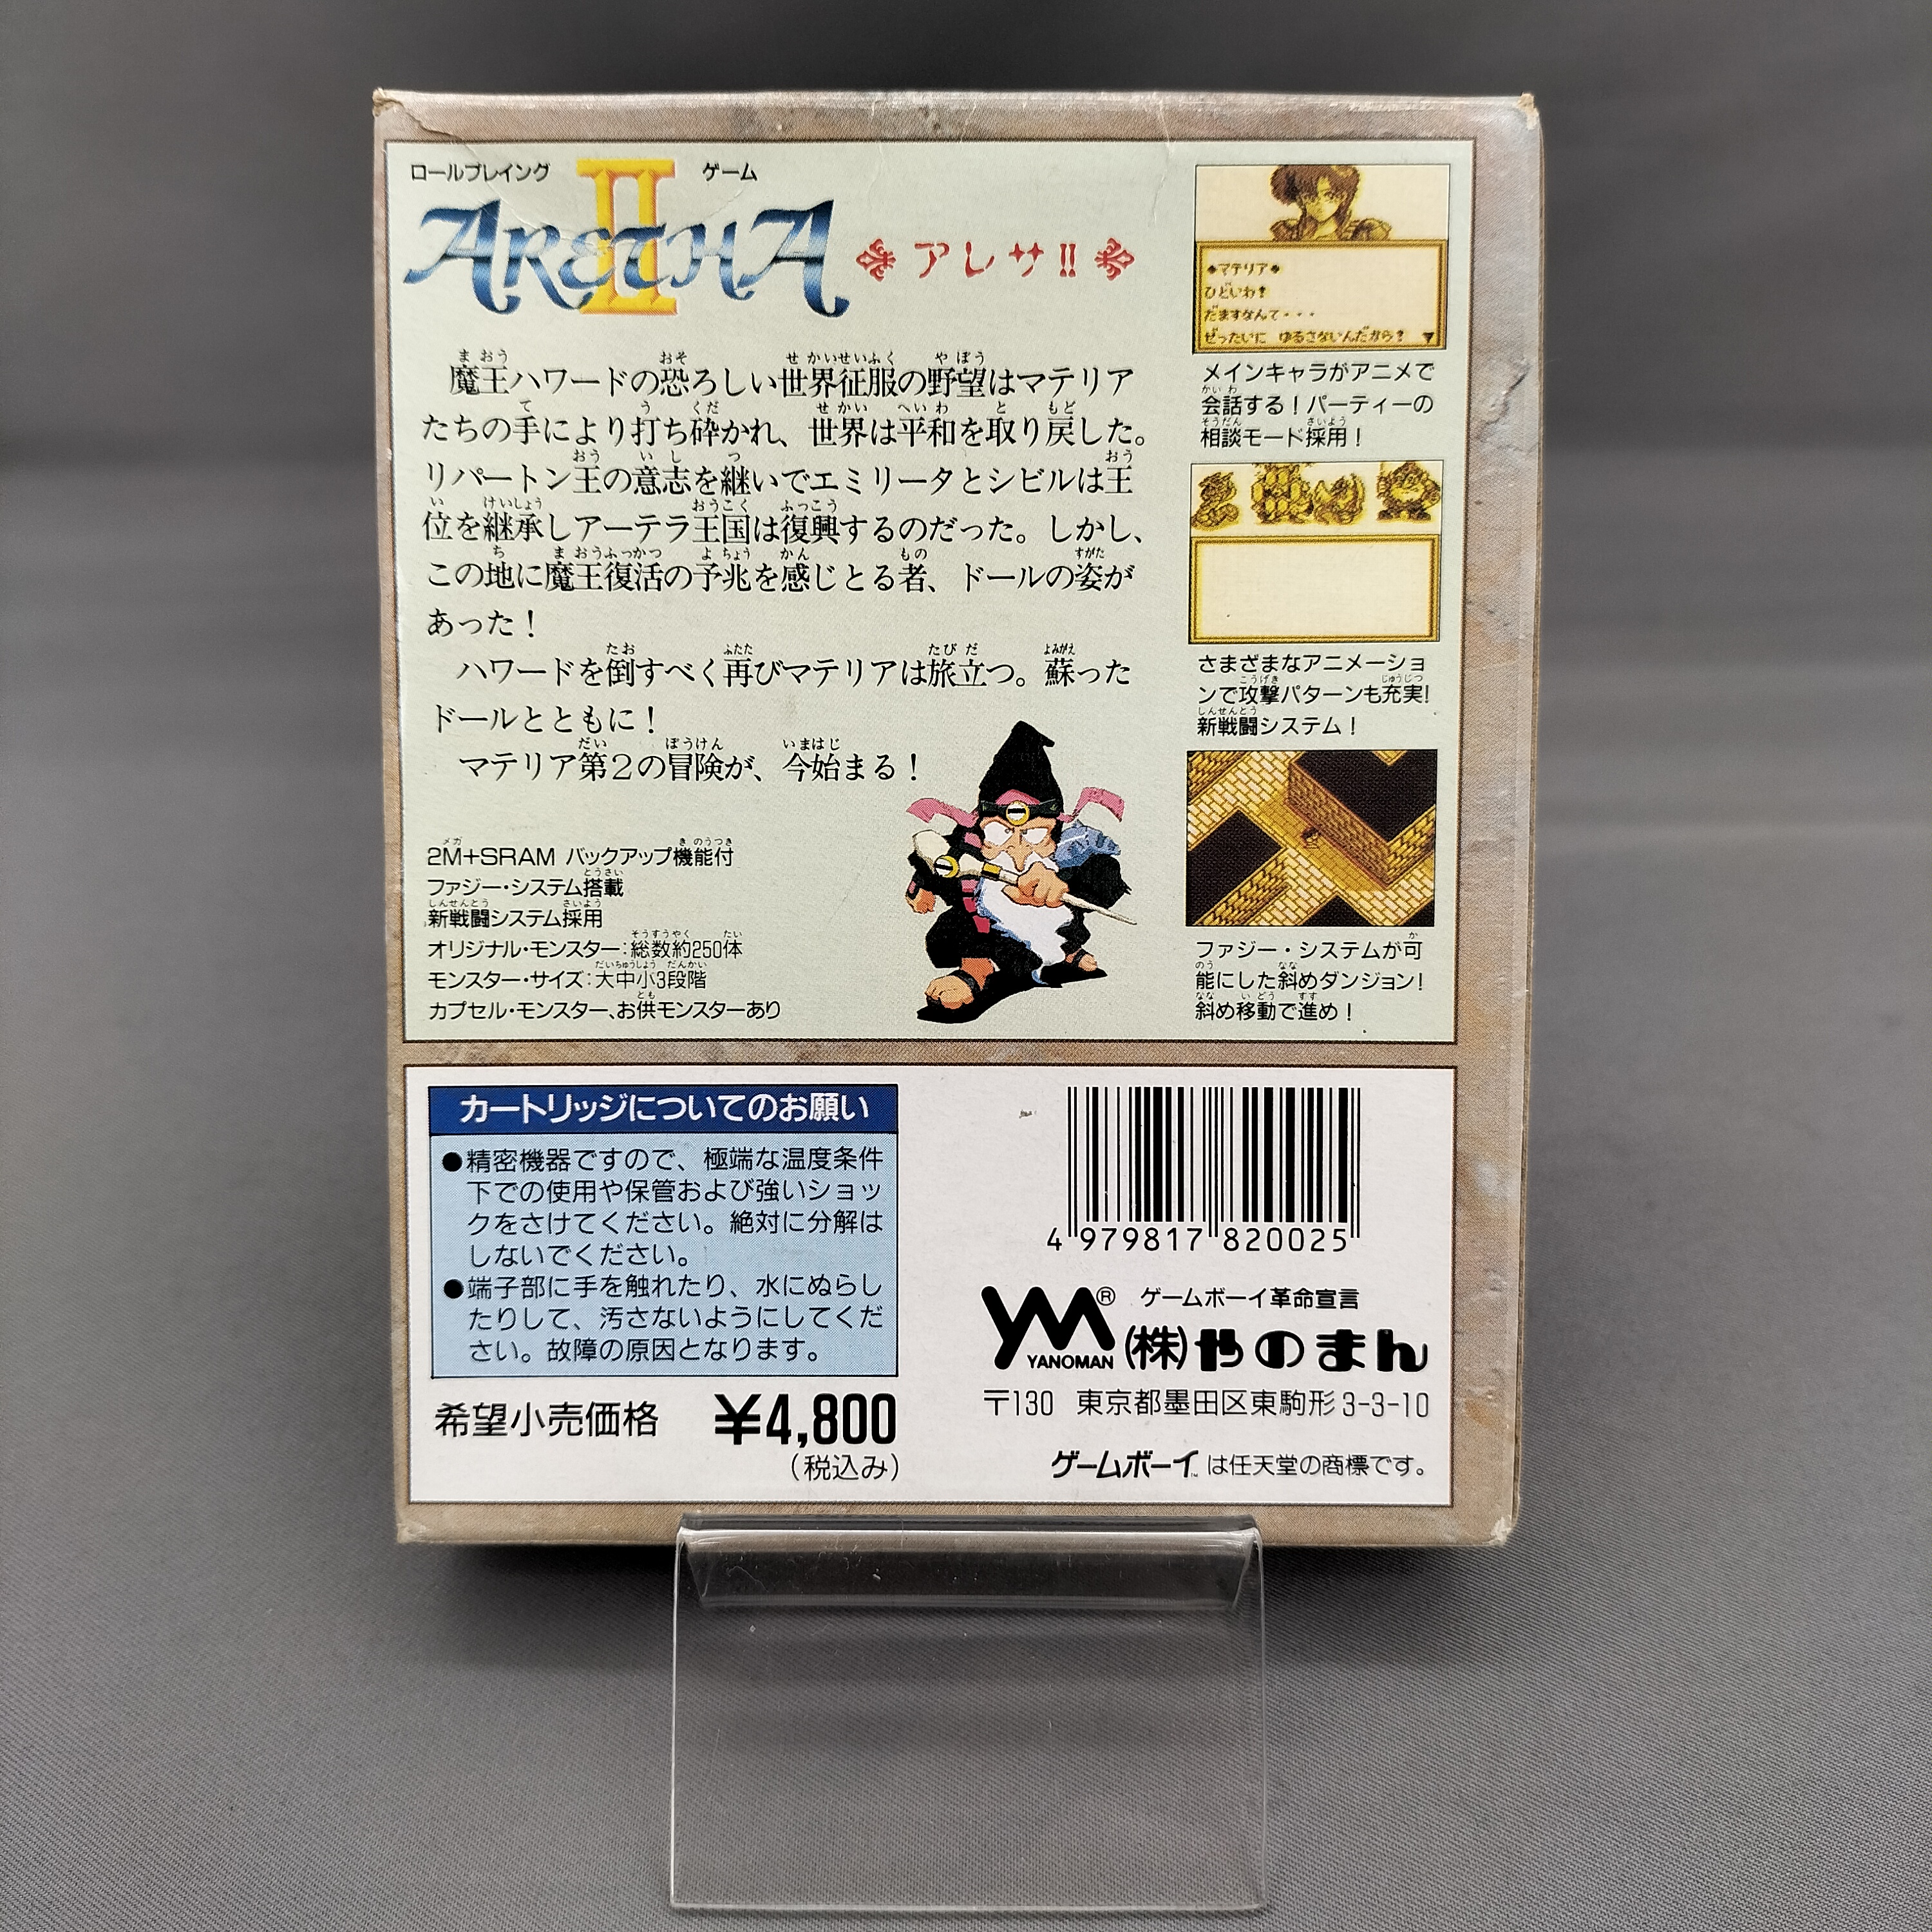 ロールプレイング ゲーム
ARETHA II
アレサII
魔王ハワードの恐ろしい世界征服の野望はマテリア
たちの手により打ち砕かれ、世界は平和を取り戻した。
リパートン王の意志を継いでエミリータとシビルは王
位を継承しアーテラ王国は復興するのだった。しかし、
この地に魔王復活の予兆を感じとる者、ドールの姿が
あった！
ハワードを倒すべく再びマテリアは旅立つ。蘇った
ドールとともに！
マテリア第2の冒険が、今始まる！
2M+SRAM バックアップ機能付
ファジー・システム搭載
新戦闘システム採用
オリジナル・モンスター：総数約250体
モンスター・サイズ：大中小3段階
カプセル・モンスター、お供モンスターあり
◆マテリア◆
ひどいわ！
だますなんて・・・
ぜったいに ゆるさないんだから？ ▼
メインキャラがアニメで
会話する！パーティーの
相談モード採用！
さまざまなアニメーショ
ンで攻撃パターンも充実！
新戦闘システム！
ファジー・システムが可
能にした斜めダンジョン！
斜め移動で進め！
カートリッジについてのお願い
●精密機器ですので、極端な温度条件
下での使用や保管および強いショッ
クをさけてください。絶対に分解は
しないでください。
●端子部に手を触れたり、水にぬらし
たりして、汚さないようにしてくだ
さい。故障の原因となります。
希望小売価格 ¥4,800
(税込み)
4 979817 820025
YM® ゲームボーイ革命宣言
YANOMAN (株)やのまん
〒130 東京都墨田区東駒形3-3-10
ゲームボーイ™は任天堂の商標です。